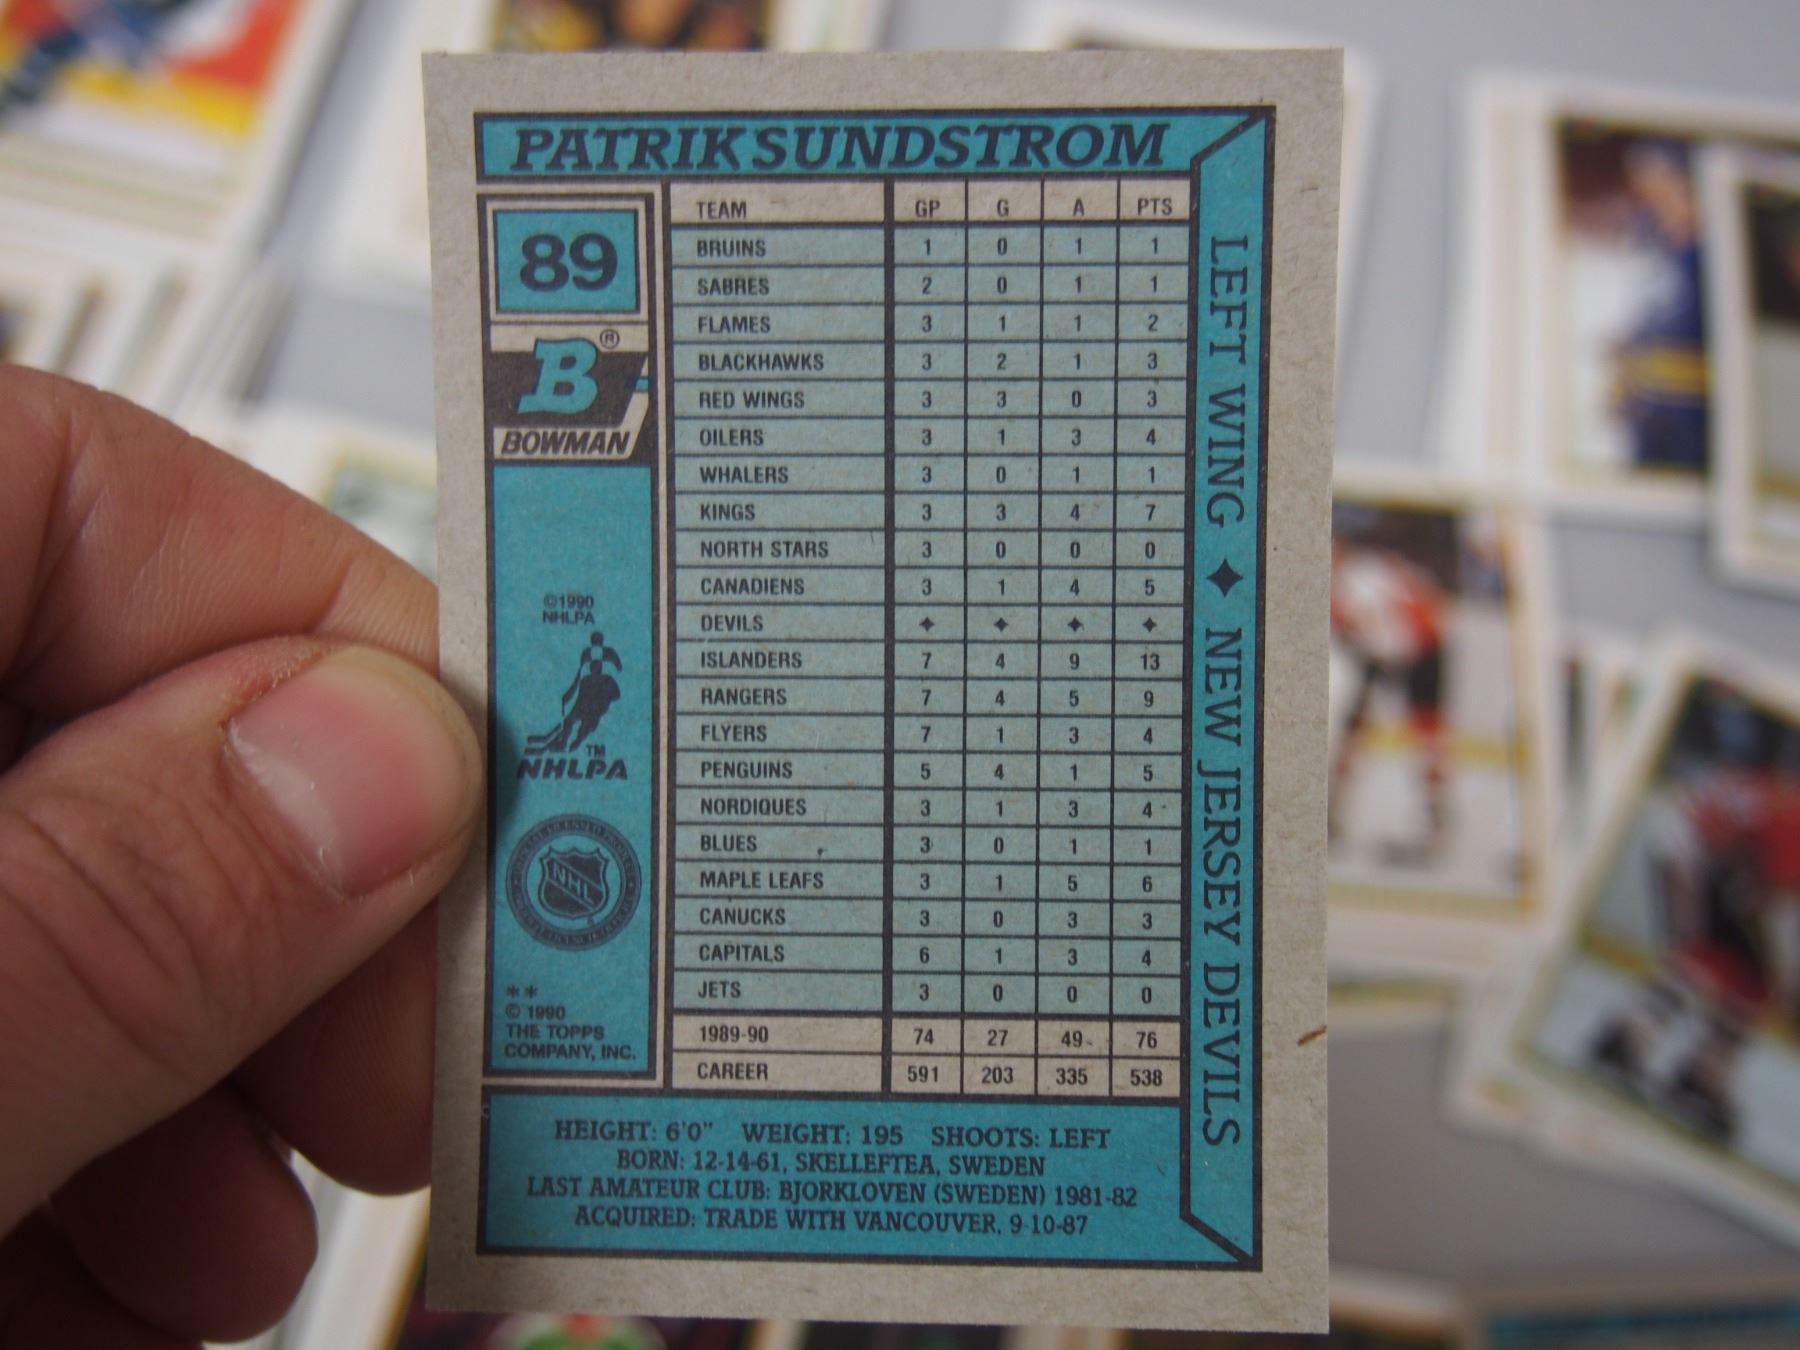 PATRIK SUNDSTROM
89
B®
BOWMAN
©1990
NHLPA
TM
NHLPA
NHL
**
© 1990
THE TOPPS
COMPANY, INC.
TEAM GP G A PTS
BRUINS 1 0 1 1
SABRES 2 0 1 1
FLAMES 3 1 1 2
BLACKHAWKS 3 2 1 3
RED WINGS 3 3 0 3
OILERS 3 1 3 4
WHALERS 3 0 1 1
KINGS 3 3 4 7
NORTH STARS 3 0 0 0
CANADIENS 3 1 4 5
DEVILS ✦ ✦ ✦ ✦
ISLANDERS 7 4 9 13
RANGERS 7 4 5 9
FLYERS 7 1 3 4
PENGUINS 5 4 1 5
NORDIQUES 3 1 3 4
BLUES 3 0 1 1
MAPLE LEAFS 3 1 5 6
CANUCKS 3 0 3 3
CAPITALS 6 1 3 4
JETS 3 0 0 0
1989-90 74 27 49 76
CAREER 591 203 335 538
LEFT WING ✦ NEW JERSEY DEVILS
HEIGHT: 6'0" WEIGHT: 195 SHOOTS: LEFT
BORN: 12-14-61, SKELLEFTEA, SWEDEN
LAST AMATEUR CLUB: BJORKLOVEN (SWEDEN) 1981-82
ACQUIRED: TRADE WITH VANCOUVER, 9-10-87